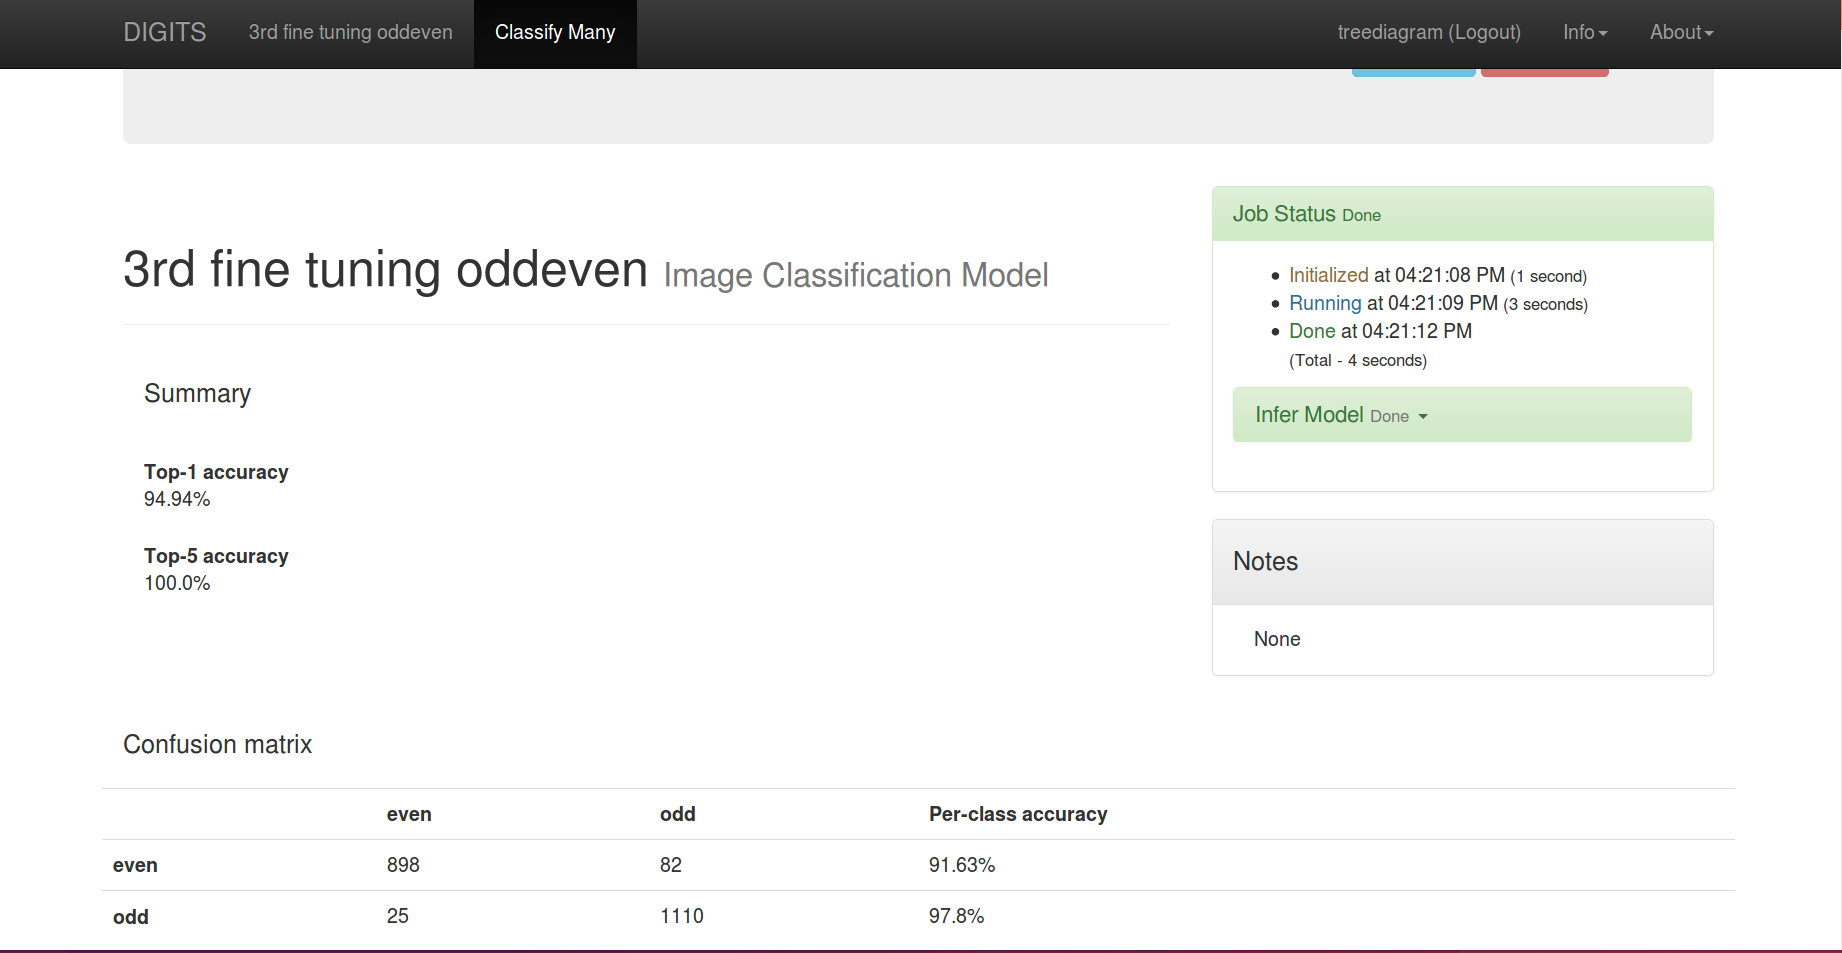 DIGITS 3rd fine tuning oddeven Classify Many treediagram (Logout) Info About
3rd fine tuning oddeven Image Classification Model
Summary
Top-1 accuracy
94.94%
Top-5 accuracy
100.0%
Job Status Done
Initialized at 04:21:08 PM (1 second)
Running at 04:21:09 PM (3 seconds)
Done at 04:21:12 PM
(Total - 4 seconds)
Infer Model Done
Notes
None
Confusion matrix
even odd Per-class accuracy
even 898 82 91.63%
odd 25 1110 97.8%